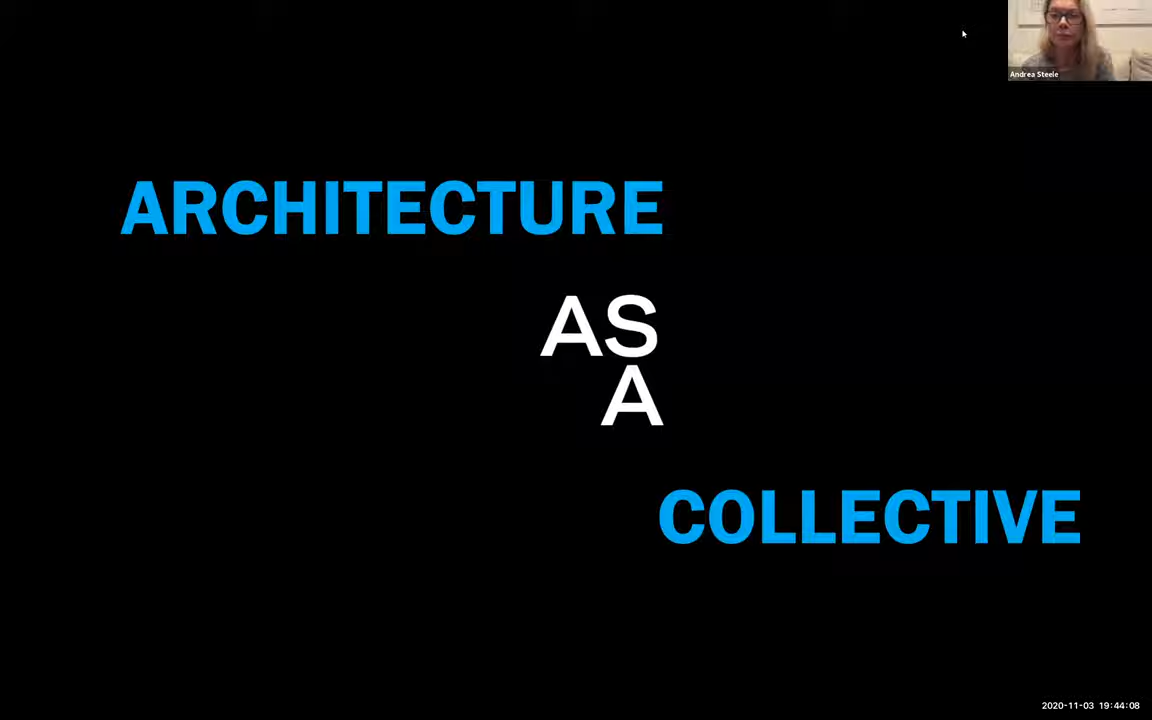 Andrea Steele
ARCHITECTURE
AS
A
COLLECTIVE
2020-11-03 19:44:08